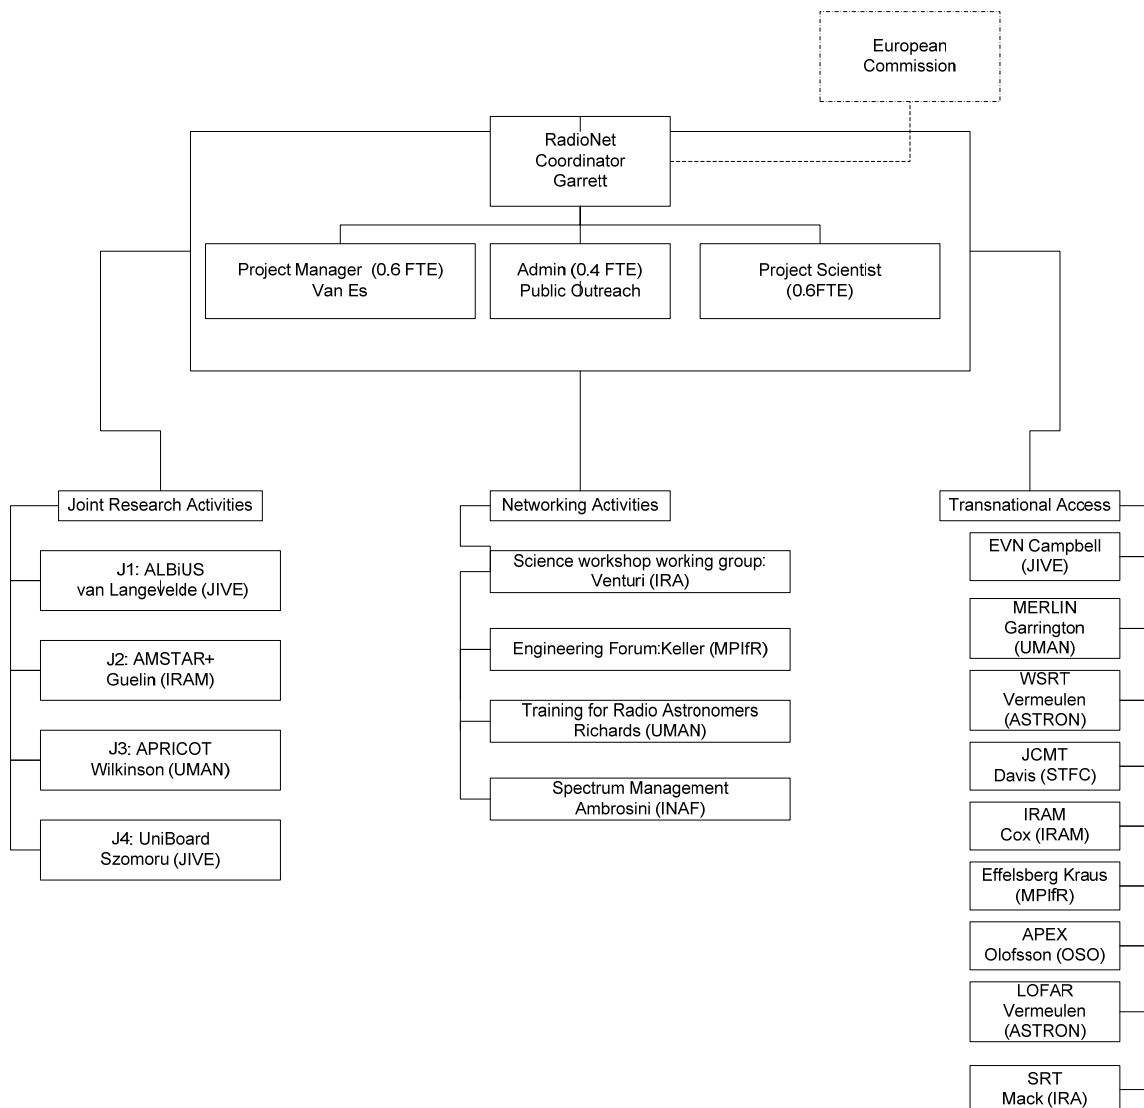 European
Commission
RadioNet
Coordinator
Garrett
Project Manager (0.6 FTE)
Van Es
Admin (0.4 FTE)
Public Outreach
Project Scientist
(0.6FTE)
Joint Research Activities
J1: ALBiUS
van Langevelde (JIVE)
J2: AMSTAR+
Guelin (IRAM)
J3: APRICOT
Wilkinson (UMAN)
J4: UniBoard
Szomoru (JIVE)
Networking Activities
Science workshop working group:
Venturi (IRA)
Engineering Forum:Keller (MPIfR)
Training for Radio Astronomers
Richards (UMAN)
Spectrum Management
Ambrosini (INAF)
Transnational Access
EVN Campbell
(JIVE)
MERLIN
Garrington
(UMAN)
WSRT
Vermeulen
(ASTRON)
JCMT
Davis (STFC)
IRAM
Cox (IRAM)
Effelsberg Kraus
(MPIfR)
APEX
Olofsson (OSO)
LOFAR
Vermeulen
(ASTRON)
SRT
Mack (IRA)